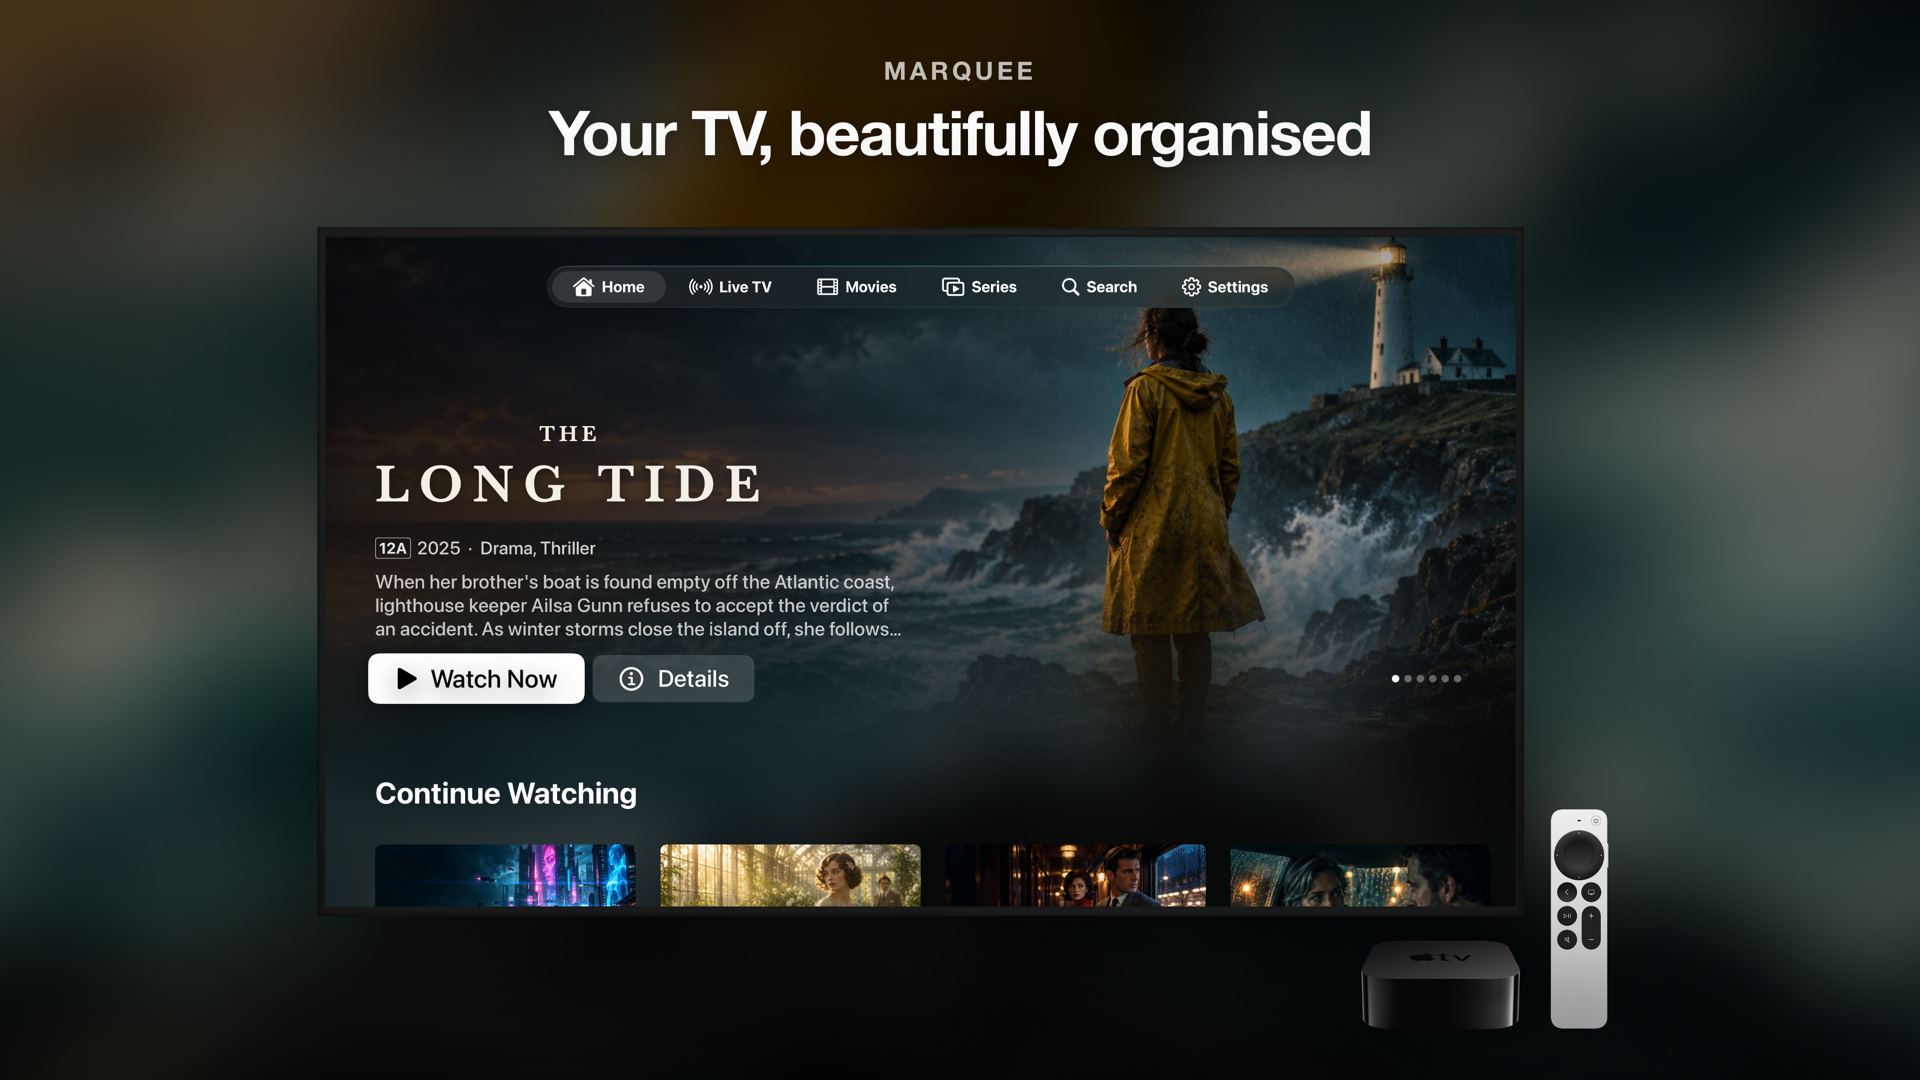 MARQUEE
Your TV, beautifully organised
Home Live TV Movies Series Search Settings
THE
LONG TIDE
12A 2025 · Drama, Thriller
When her brother's boat is found empty off the Atlantic coast,
lighthouse keeper Ailsa Gunn refuses to accept the verdict of
an accident. As winter storms close the island off, she follows...
Watch Now Details
Continue Watching
tv